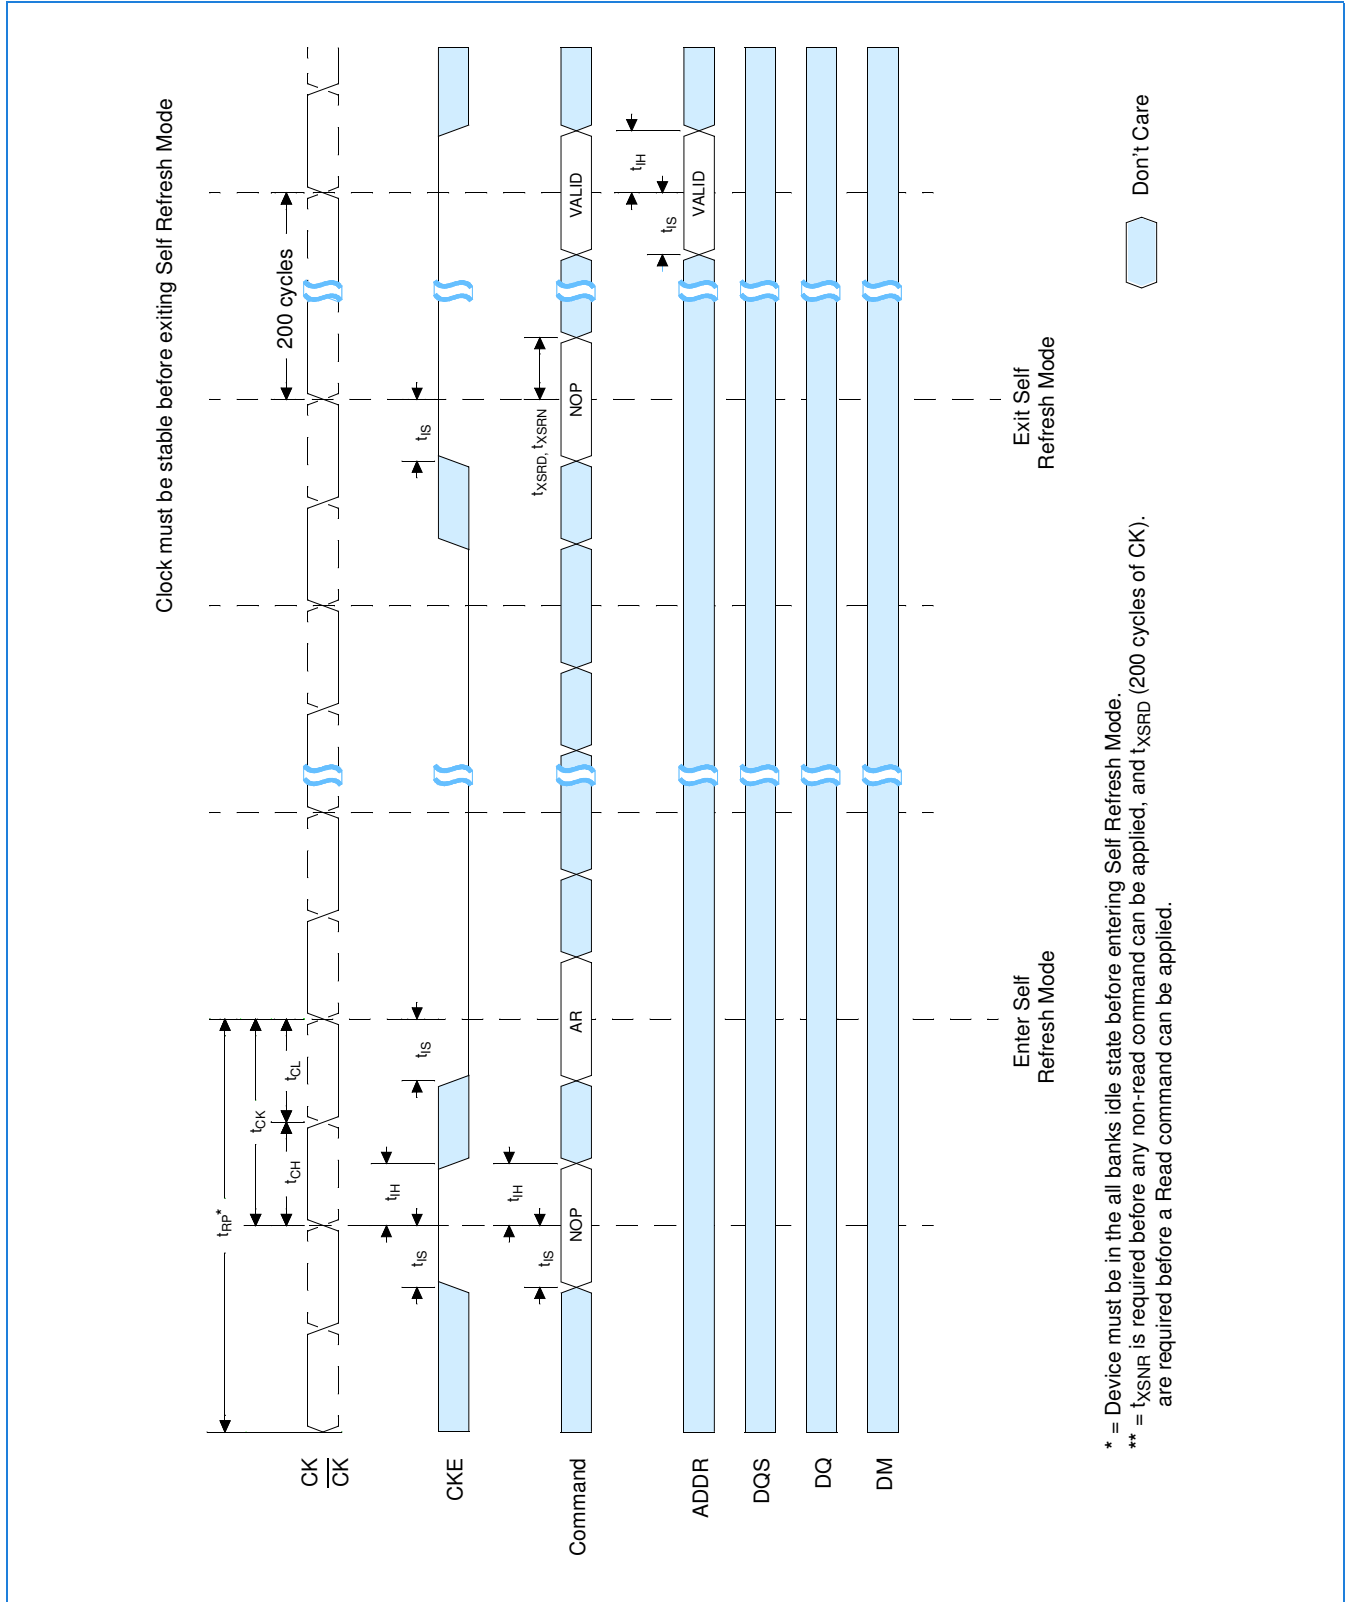 Clock must be stable before exiting Self Refresh Mode
tRP*
tCK
tCH
tCL
200 cycles
CK
CK
tIS
tIH
tIS
tIS
CKE
tIS
tIH
tXSRD, tXSRN
NOP
AR
NOP
VALID
Command
tIS
tIH
VALID
ADDR
DQS
DQ
DM
Enter Self
Refresh Mode
Exit Self
Refresh Mode
* = Device must be in the all banks idle state before entering Self Refresh Mode.
** = tXSNR is required before any non-read command can be applied, and tXSRD (200 cycles of CK).
are required before a Read command can be applied.
Don't Care